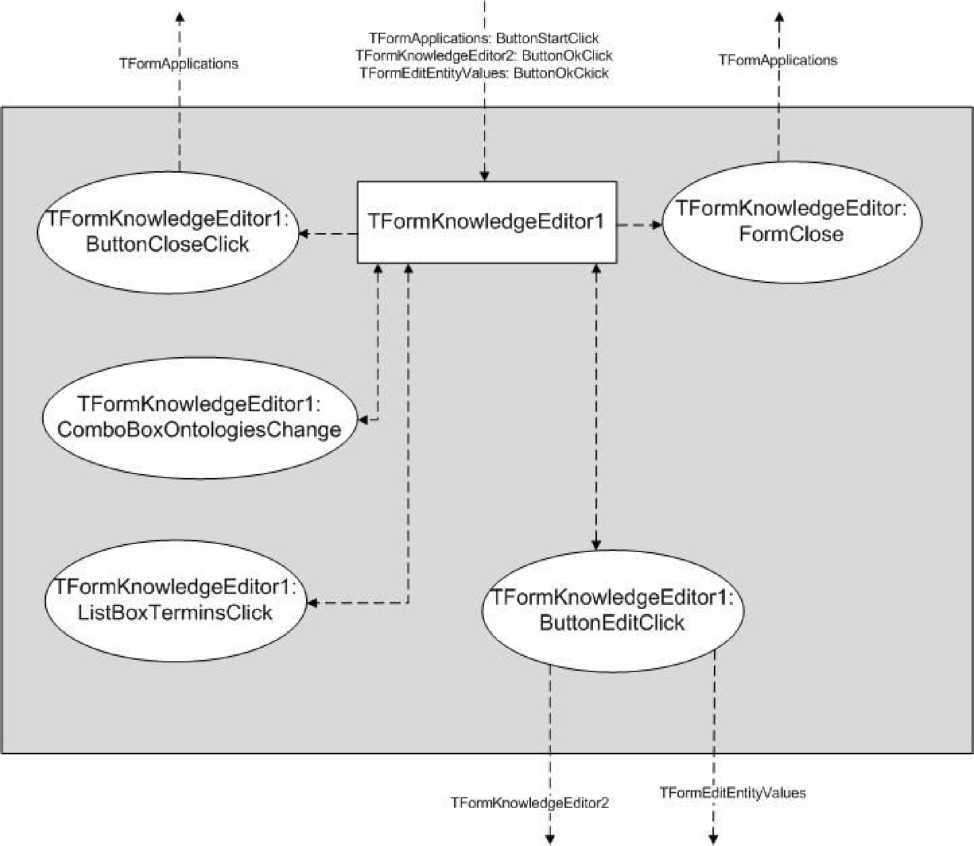 TFormApplications
TFormApplications: ButtonStartClick
TFormKnowledgeEditor2: ButtonOkClick
TFormEditEntityValues: ButtonOkCkick
TFormApplications
TFormKnowledgeEditor1:
ButtonCloseClick
TFormKnowledgeEditor1
TFormKnowledgeEditor:
FormClose
TFormKnowledgeEditor1:
ComboBoxOntologiesChange
TFormKnowledgeEditor1:
ListBoxTerminsClick
TFormKnowledgeEditor1:
ButtonEditClick
TFormKnowledgeEditor2
TFormEditEntityValues